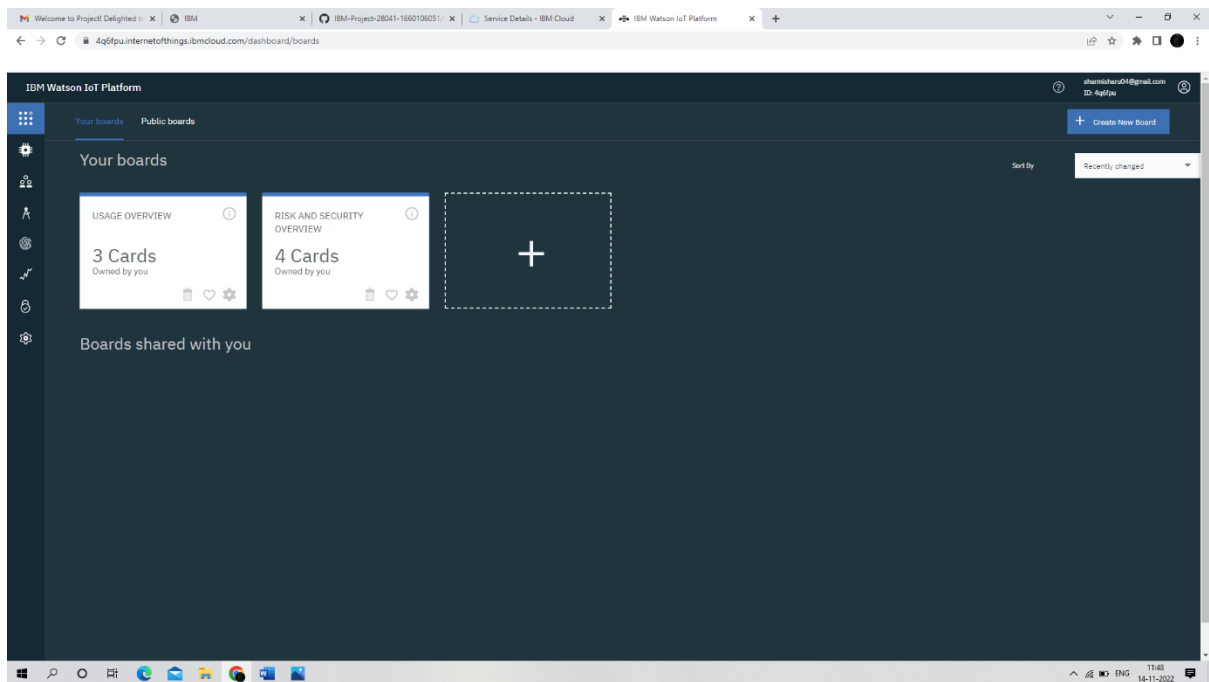 Welcome to Project! Delighted to
IBM
IBM-Project-28041-1660106051/
Service Details - IBM Cloud
IBM Watson IoT Platform
4q6fpu.internetofthings.ibmcloud.com/dashboard/boards
IBM Watson IoT Platform
sharmisharu04@gmail.com
ID: 4q6fpu
Your boards
Public boards
+ Create New Board
Your boards
Sort By
Recently changed
USAGE OVERVIEW
3 Cards
Owned by you
RISK AND SECURITY
OVERVIEW
4 Cards
Owned by you
Boards shared with you
ENG
11:48
14-11-2022